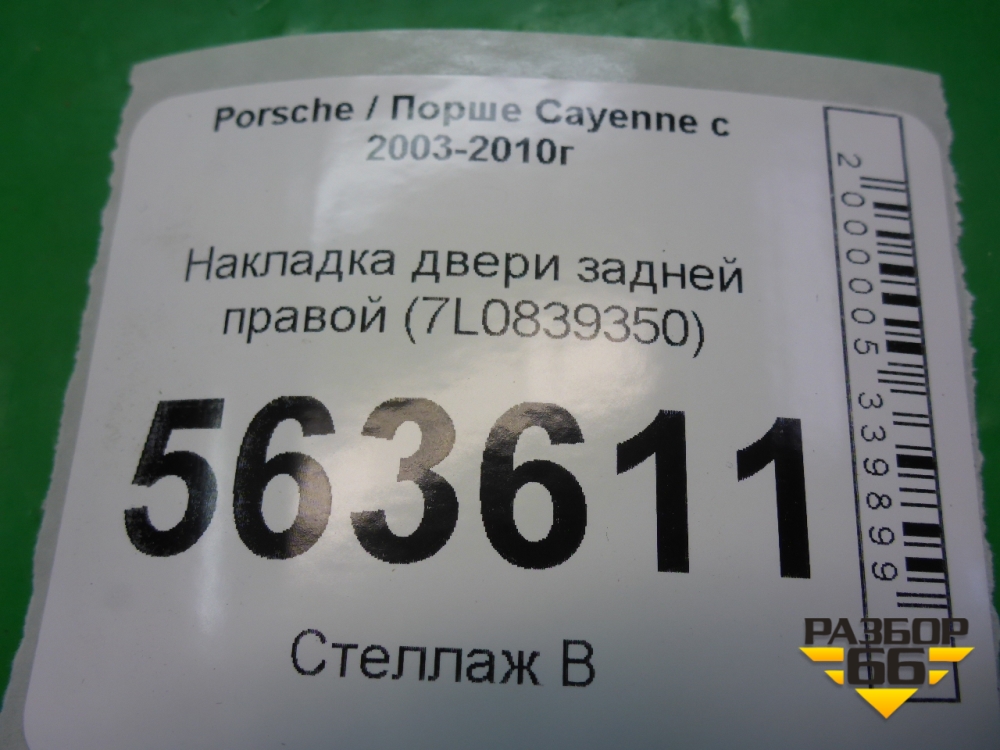 Porsche / Порше Cayenne с
2003-2010г
Накладка двери задней
правой (7L0839350)
563611
Стеллаж В
2000005339899
РАЗБОР
66